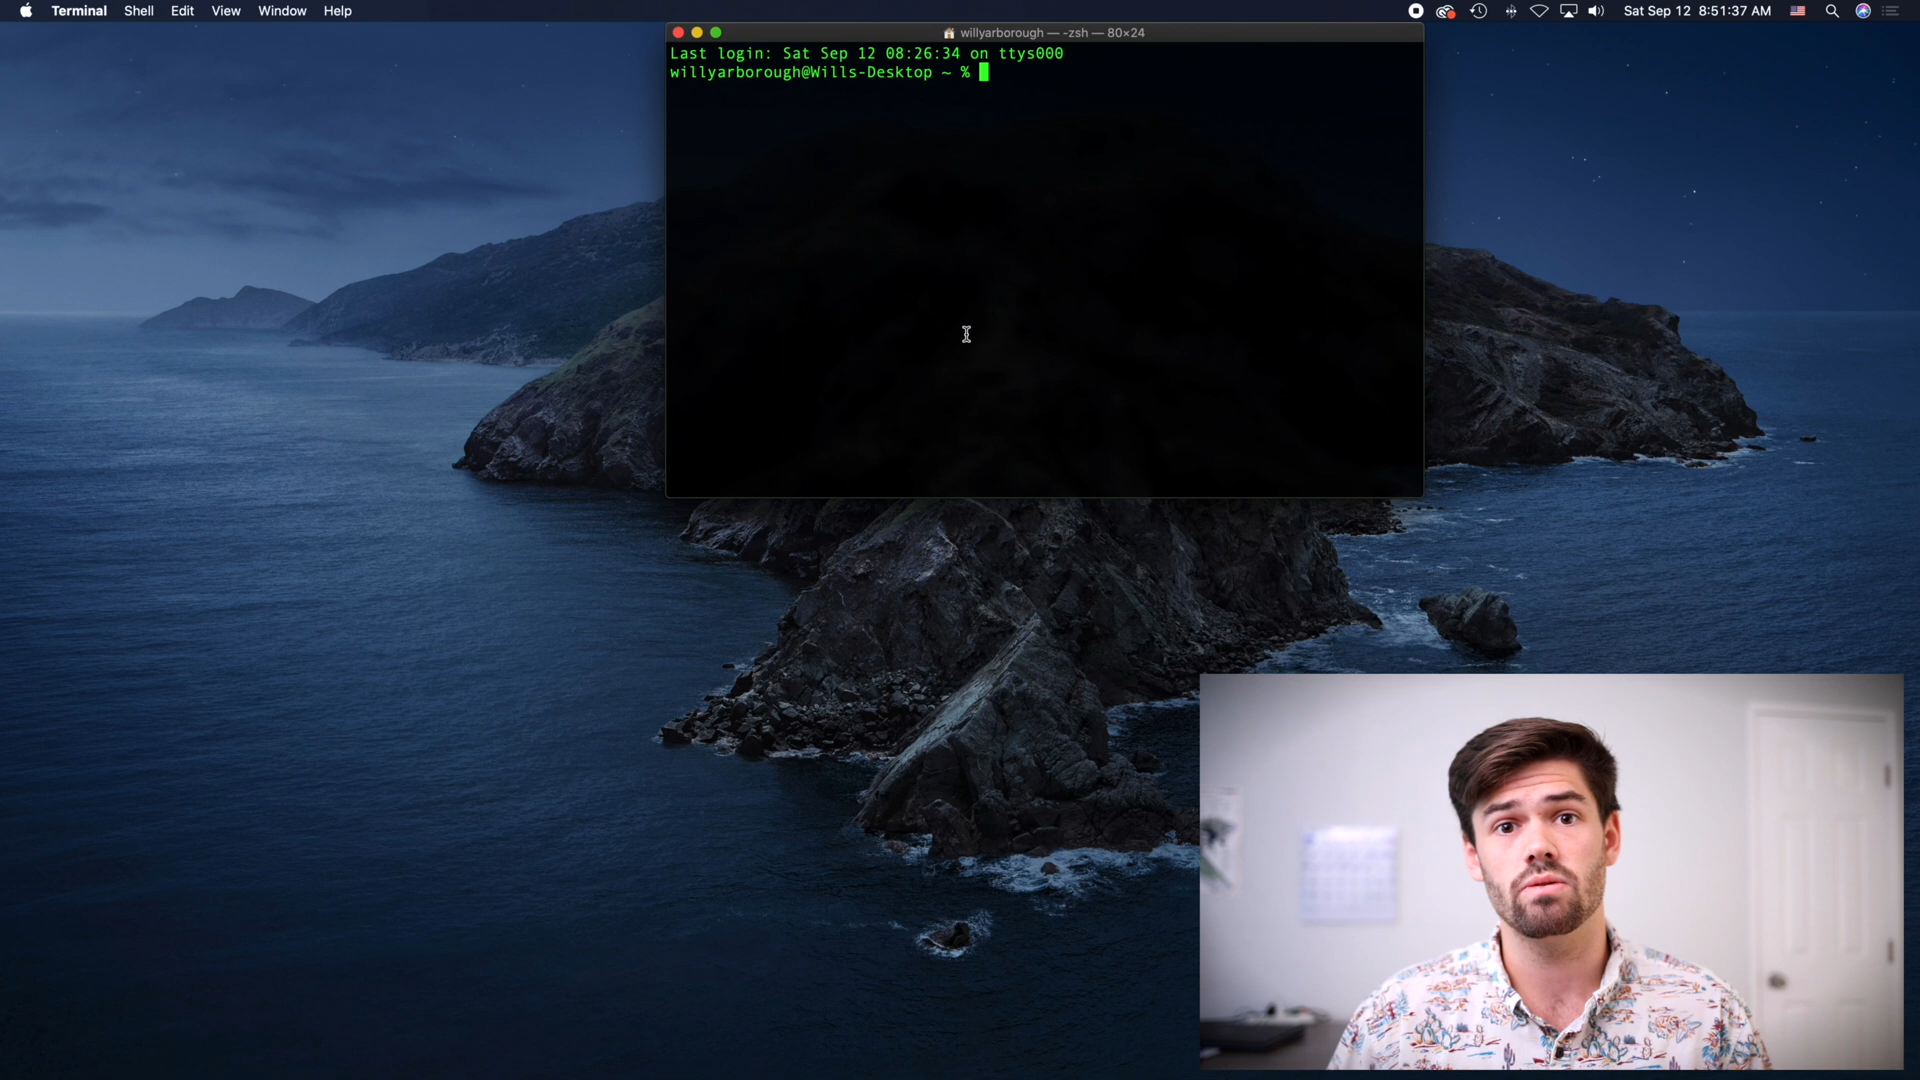 Terminal Shell Edit View Window Help Sat Sep 12 8:51:37 AM
willyarborough — -zsh — 80×24
Last login: Sat Sep 12 08:26:34 on ttys000
willyarborough@Wills-Desktop ~ %